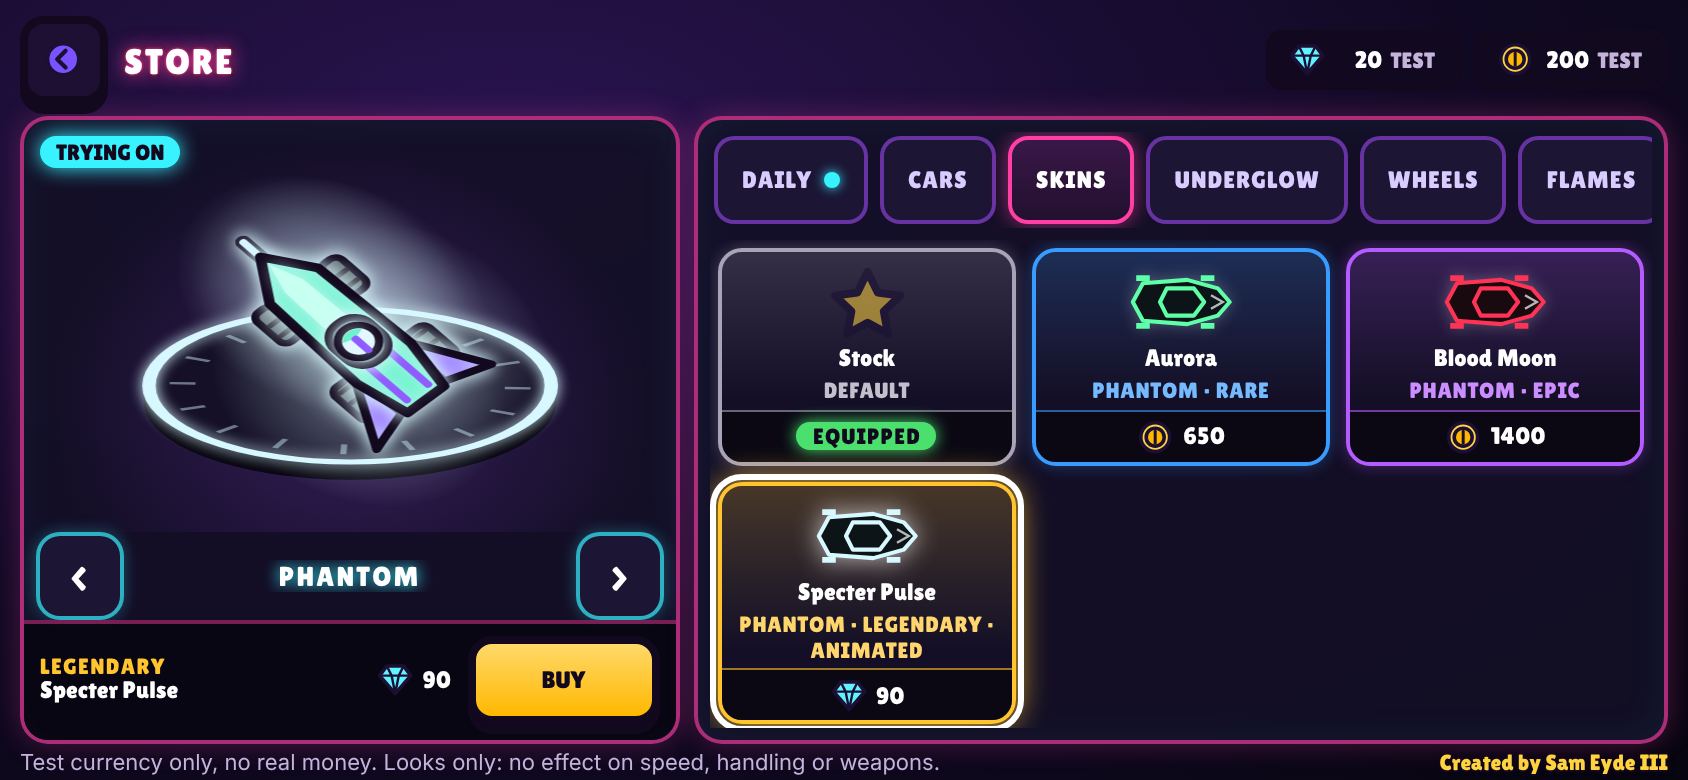 STORE
20 TEST
200 TEST
TRYING ON
PHANTOM
LEGENDARY
Specter Pulse
90
BUY
DAILY
CARS
SKINS
UNDERGLOW
WHEELS
FLAMES
Stock
DEFAULT
EQUIPPED
Aurora
PHANTOM · RARE
650
Blood Moon
PHANTOM · EPIC
1400
Specter Pulse
PHANTOM · LEGENDARY ·
ANIMATED
90
Test currency only, no real money. Looks only: no effect on speed, handling or weapons.
Created by Sam Eyde III